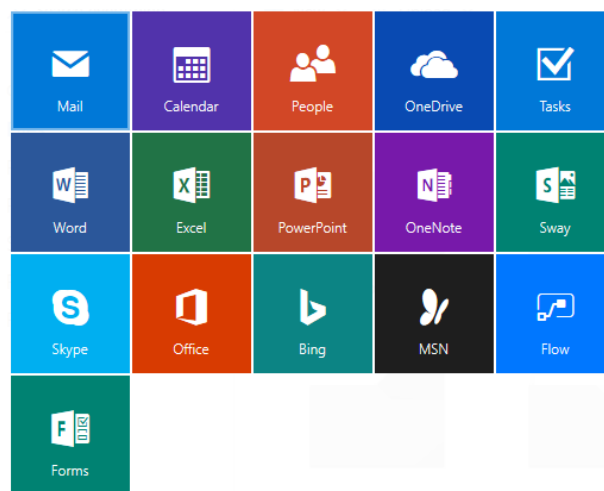 Mail
Calendar
People
OneDrive
Tasks
W
Word
X
Excel
P
PowerPoint
N
OneNote
S
Sway
S
Skype
Office
b
Bing
MSN
Flow
F
Forms